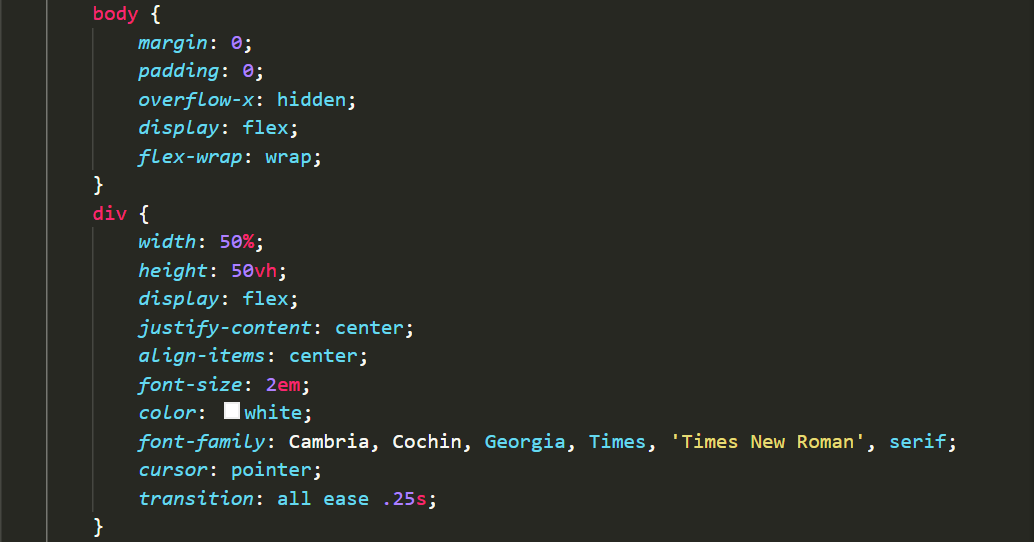 body {
    margin: 0;
    padding: 0;
    overflow-x: hidden;
    display: flex;
    flex-wrap: wrap;
}
div {
    width: 50%;
    height: 50vh;
    display: flex;
    justify-content: center;
    align-items: center;
    font-size: 2em;
    color: white;
    font-family: Cambria, Cochin, Georgia, Times, 'Times New Roman', serif;
    cursor: pointer;
    transition: all ease .25s;
}